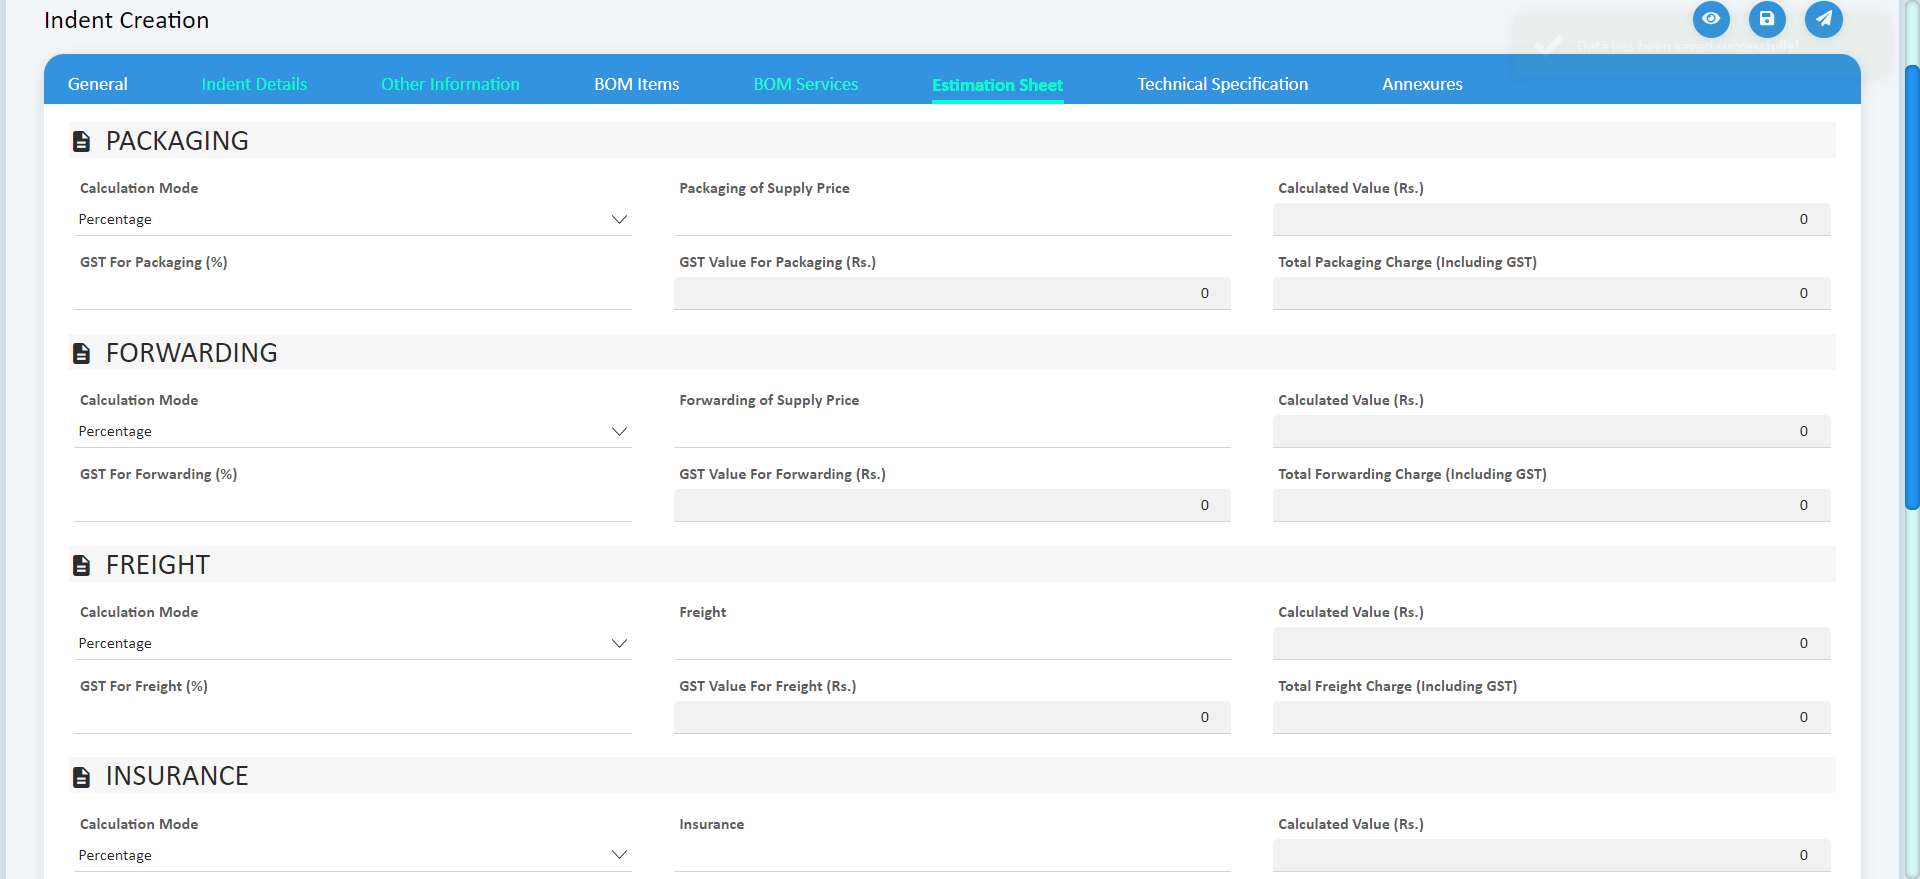 Indent Creation
Data has been saved successfully!
General Indent Details Other Information BOM Items BOM Services Estimation Sheet Technical Specification Annexures
PACKAGING
Calculation Mode Packaging of Supply Price Calculated Value (Rs.)
Percentage 0
GST For Packaging (%) GST Value For Packaging (Rs.) Total Packaging Charge (Including GST)
0 0
FORWARDING
Calculation Mode Forwarding of Supply Price Calculated Value (Rs.)
Percentage 0
GST For Forwarding (%) GST Value For Forwarding (Rs.) Total Forwarding Charge (Including GST)
0 0
FREIGHT
Calculation Mode Freight Calculated Value (Rs.)
Percentage 0
GST For Freight (%) GST Value For Freight (Rs.) Total Freight Charge (Including GST)
0 0
INSURANCE
Calculation Mode Insurance Calculated Value (Rs.)
Percentage 0